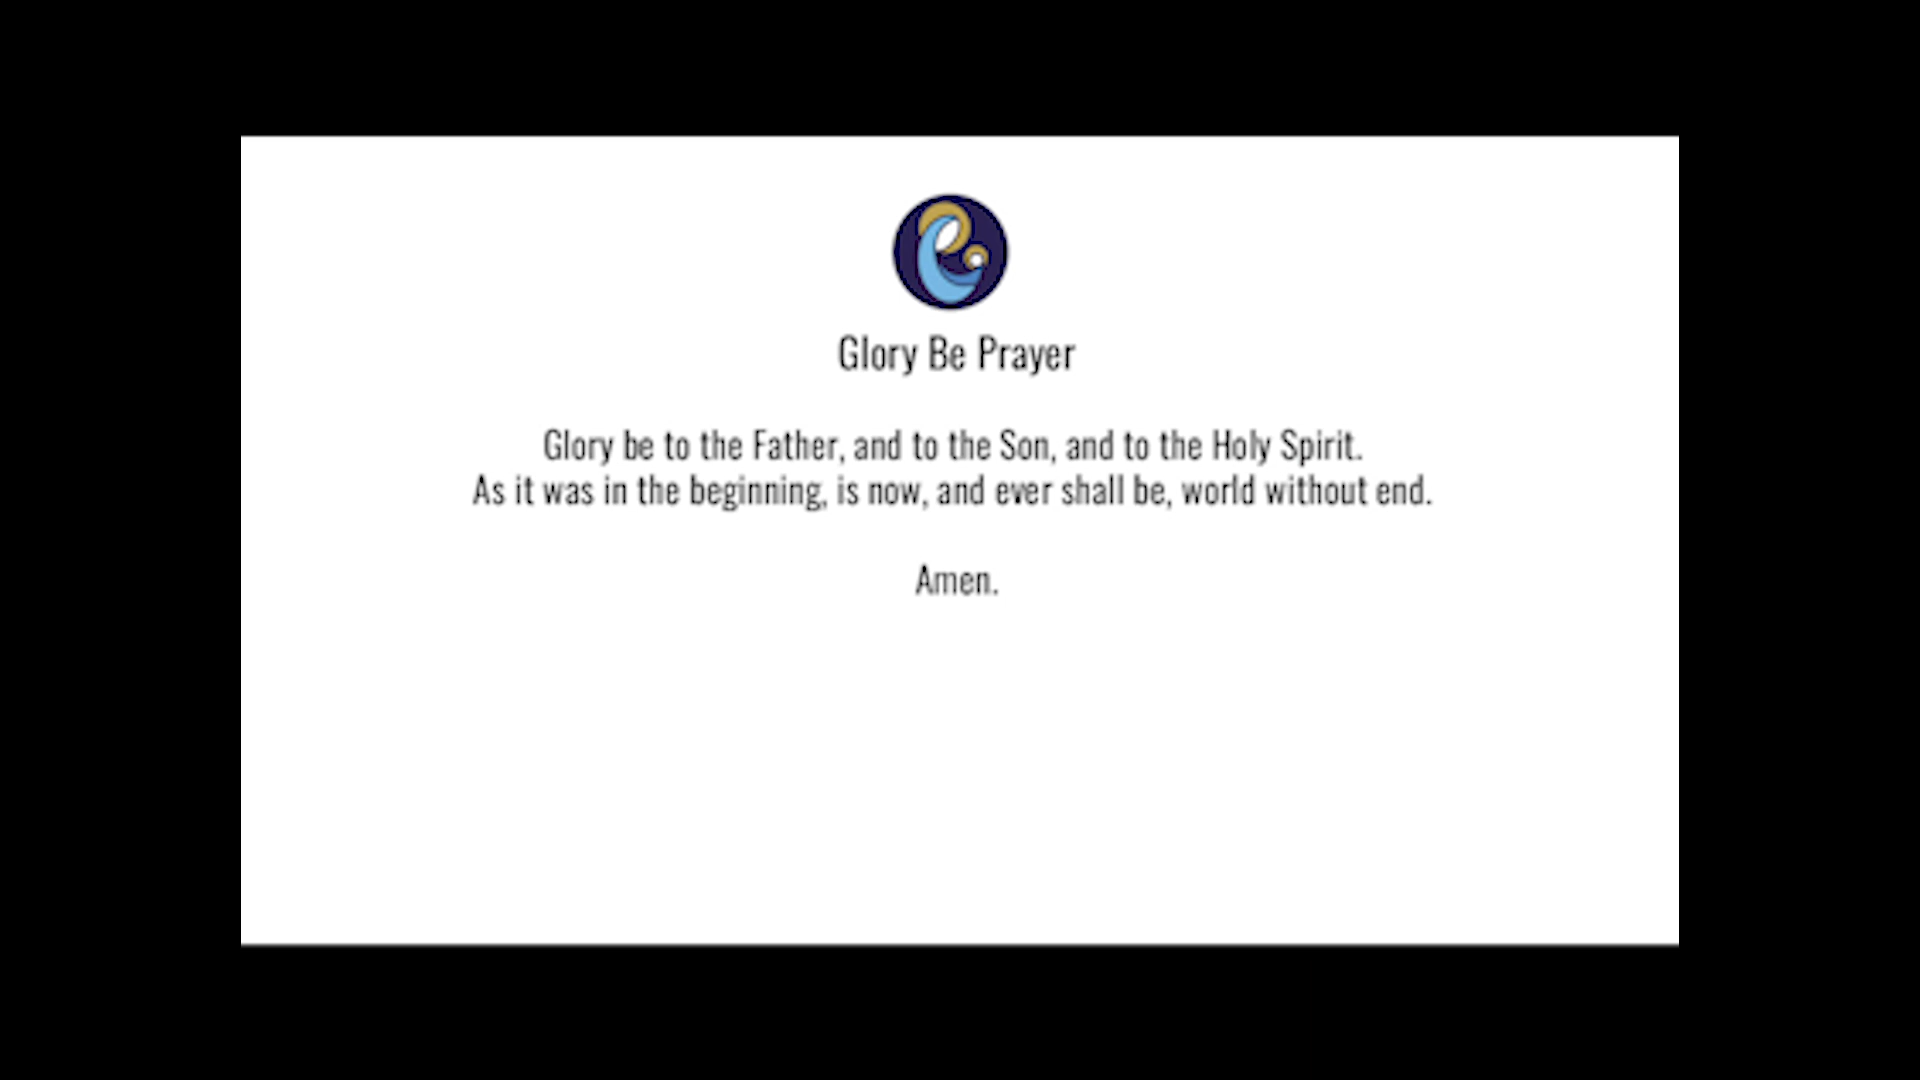 Glory Be Prayer
Glory be to the Father, and to the Son, and to the Holy Spirit.
As it was in the beginning, is now, and ever shall be, world without end.
Amen.